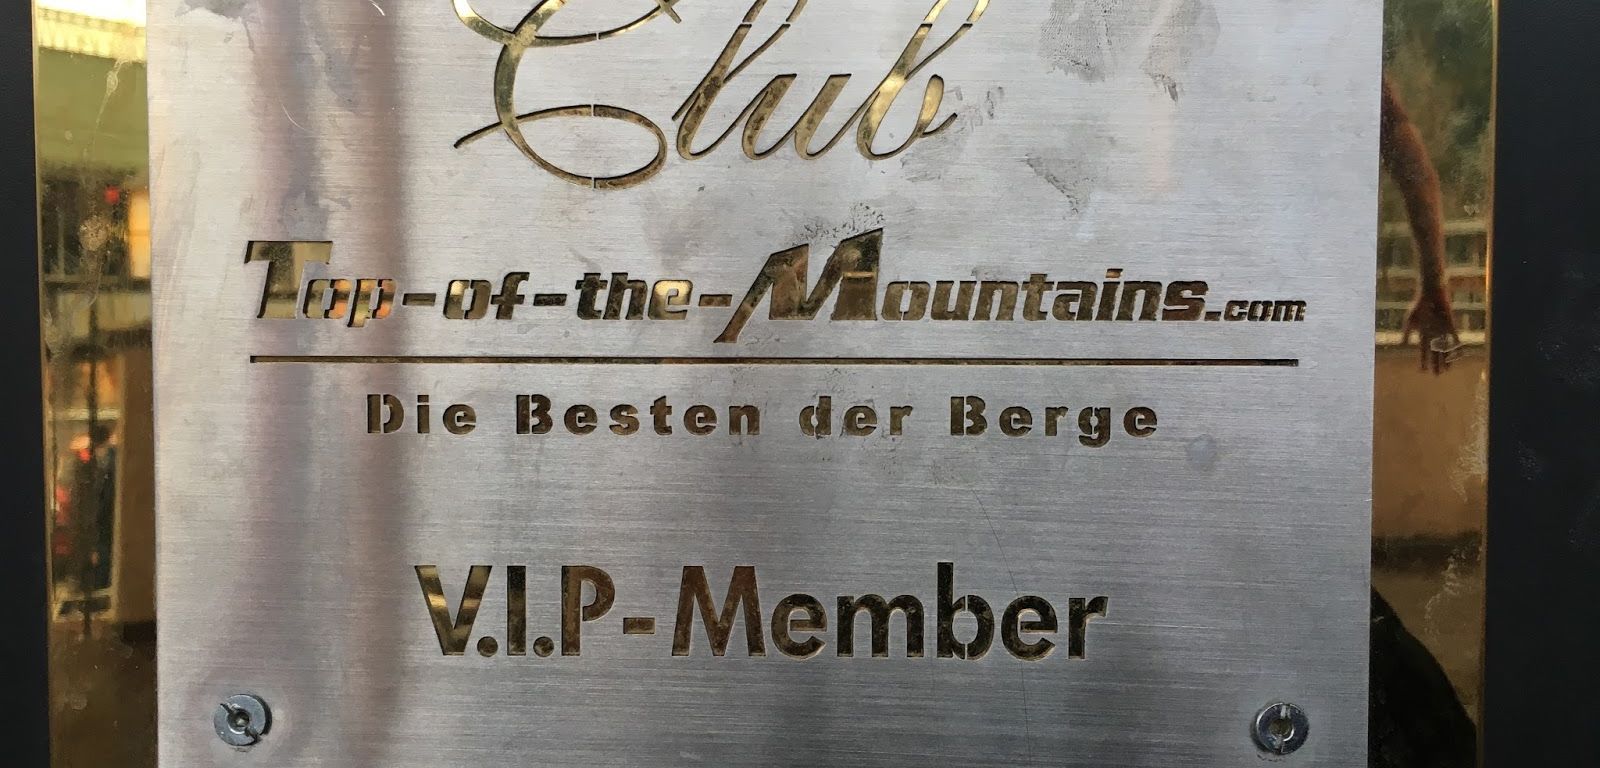 Club
Top-of-the-Mountains.com
Die Besten der Berge
V.I.P-Member